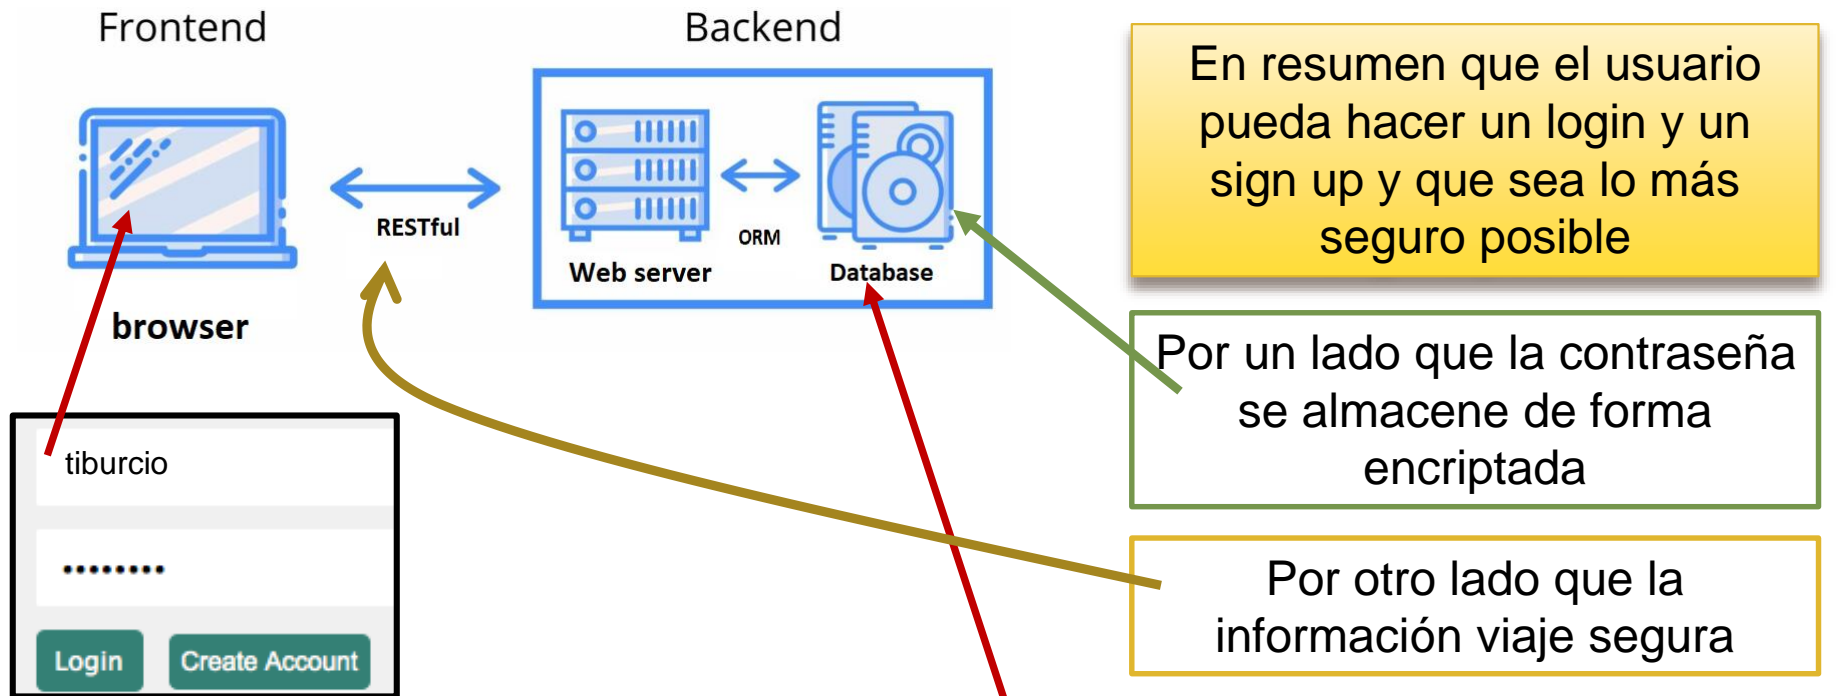 Frontend
Backend
RESTful
ORM
Web server
Database
browser
tiburcio
Login
Create Account
En resumen que el usuario
pueda hacer un login y un
sign up y que sea lo más
seguro posible
Por un lado que la contraseña
se almacene de forma
encriptada
Por otro lado que la
información viaje segura